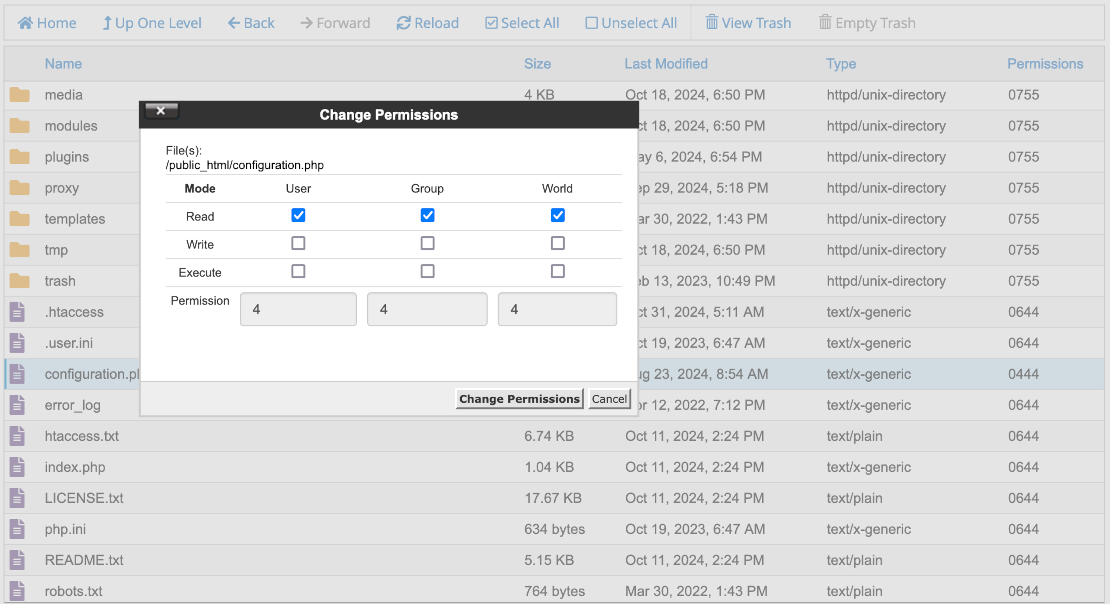 Home Up One Level Back Forward Reload Select All Unselect All View Trash Empty Trash
Name Size Last Modified Type Permissions
media 4 KB Oct 18, 2024, 6:50 PM httpd/unix-directory 0755
modules ct 18, 2024, 6:50 PM httpd/unix-directory 0755
plugins ay 6, 2024, 6:54 PM httpd/unix-directory 0755
proxy ep 29, 2024, 5:18 PM httpd/unix-directory 0755
templates ar 30, 2022, 1:43 PM httpd/unix-directory 0755
tmp ct 18, 2024, 6:50 PM httpd/unix-directory 0755
trash eb 13, 2023, 10:49 PM httpd/unix-directory 0755
.htaccess ct 31, 2024, 5:11 AM text/x-generic 0644
.user.ini ct 19, 2023, 6:47 AM text/x-generic 0644
configuration.p ug 23, 2024, 8:54 AM text/x-generic 0444
error_log or 12, 2022, 7:12 PM text/x-generic 0644
htaccess.txt 6.74 KB Oct 11, 2024, 2:24 PM text/plain 0644
index.php 1.04 KB Oct 11, 2024, 2:24 PM text/x-generic 0644
LICENSE.txt 17.67 KB Oct 11, 2024, 2:24 PM text/plain 0644
php.ini 634 bytes Oct 19, 2023, 6:47 AM text/x-generic 0644
README.txt 5.15 KB Oct 11, 2024, 2:24 PM text/plain 0644
robots.txt 764 bytes Mar 30, 2022, 1:43 PM text/plain 0644
Change Permissions
File(s):
/public_html/configuration.php
Mode User Group World
Read
Write
Execute
Permission 4 4 4
Change Permissions Cancel